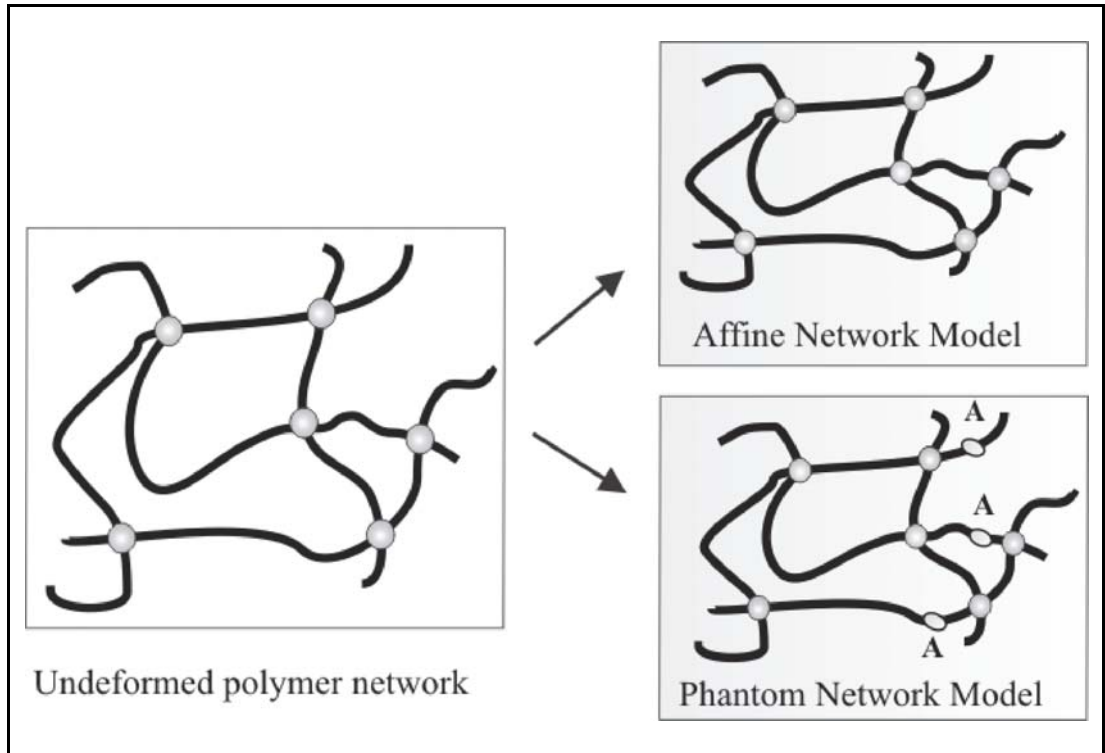 Affine Network Model
A
A
A
Undeformed polymer network
Phantom Network Model